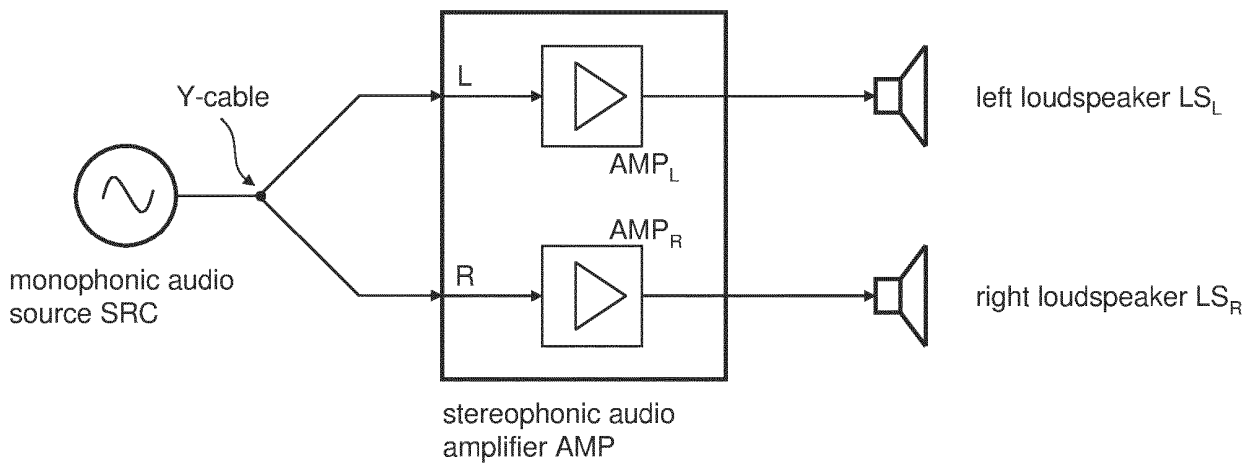 Y-cable
monophonic audio
source SRC
L
AMPL
left loudspeaker LSL
AMPR
R
right loudspeaker LSR
stereophonic audio
amplifier AMP